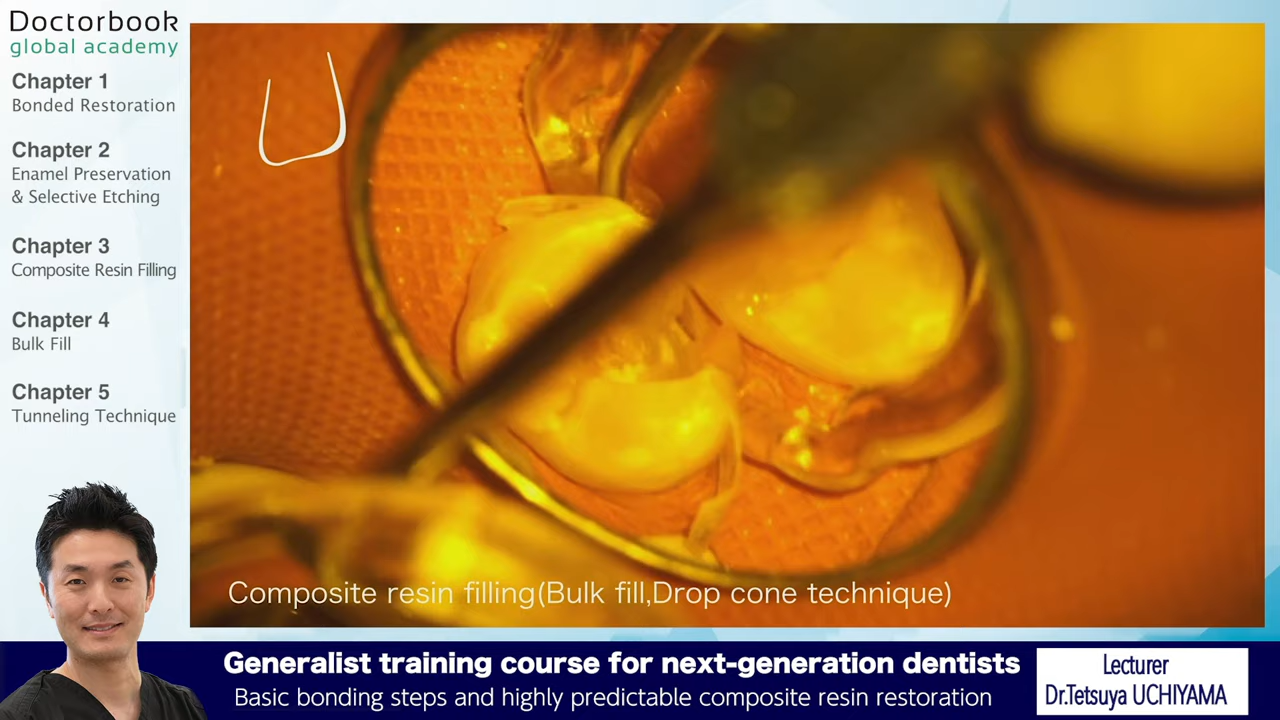 Doctorbook
global academy
Chapter 1
Bonded Restoration
Chapter 2
Enamel Preservation
& Selective Etching
Chapter 3
Composite Resin Filling
Chapter 4
Bulk Fill
Chapter 5
Tunneling Technique
Composite resin filling(Bulk fill,Drop cone technique)
Generalist training course for next-generation dentists
Basic bonding steps and highly predictable composite resin restoration
Lecturer
Dr.Tetsuya UCHIYAMA